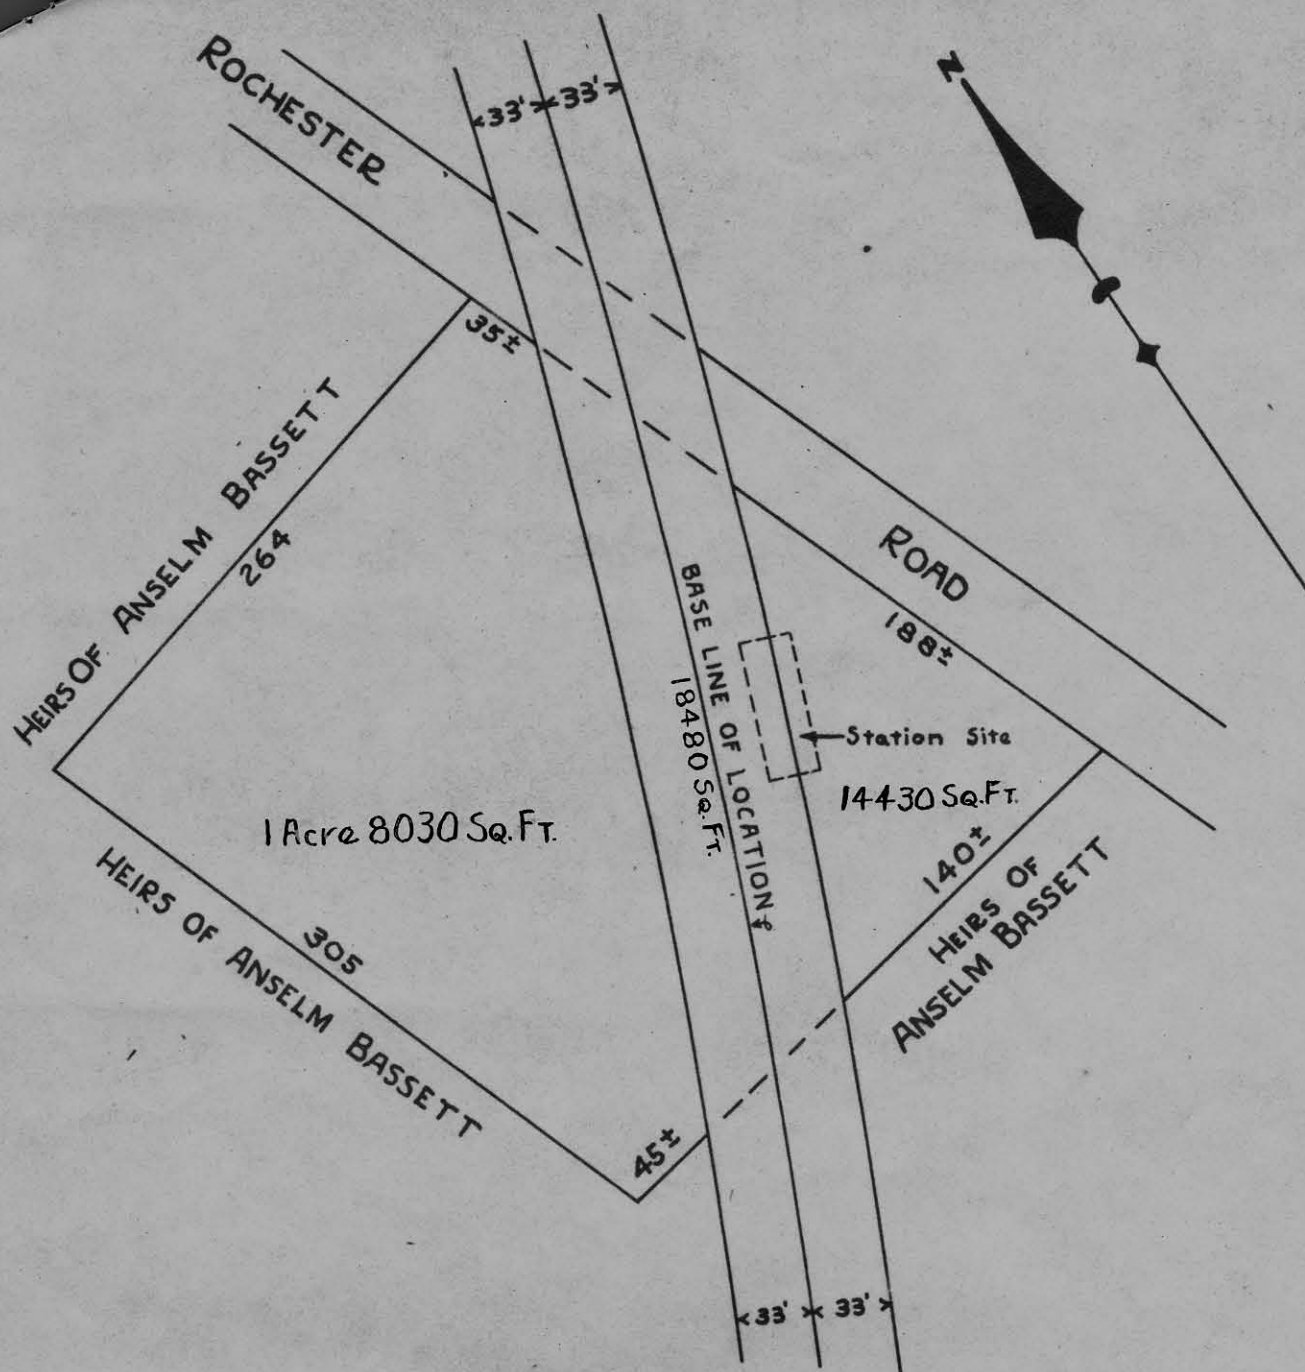 N
ROCHESTER
33' 33'
35±
HEIRS OF ANSELM BASSETT
264
ROAD
188±
BASE LINE OF LOCATION
18480 SQ. FT.
Station Site
14430 SQ. FT.
1 Acre 8030 SQ. FT.
140±
HEIRS OF
ANSELM BASSETT
305
HEIRS OF ANSELM BASSETT
45±
33' 33'